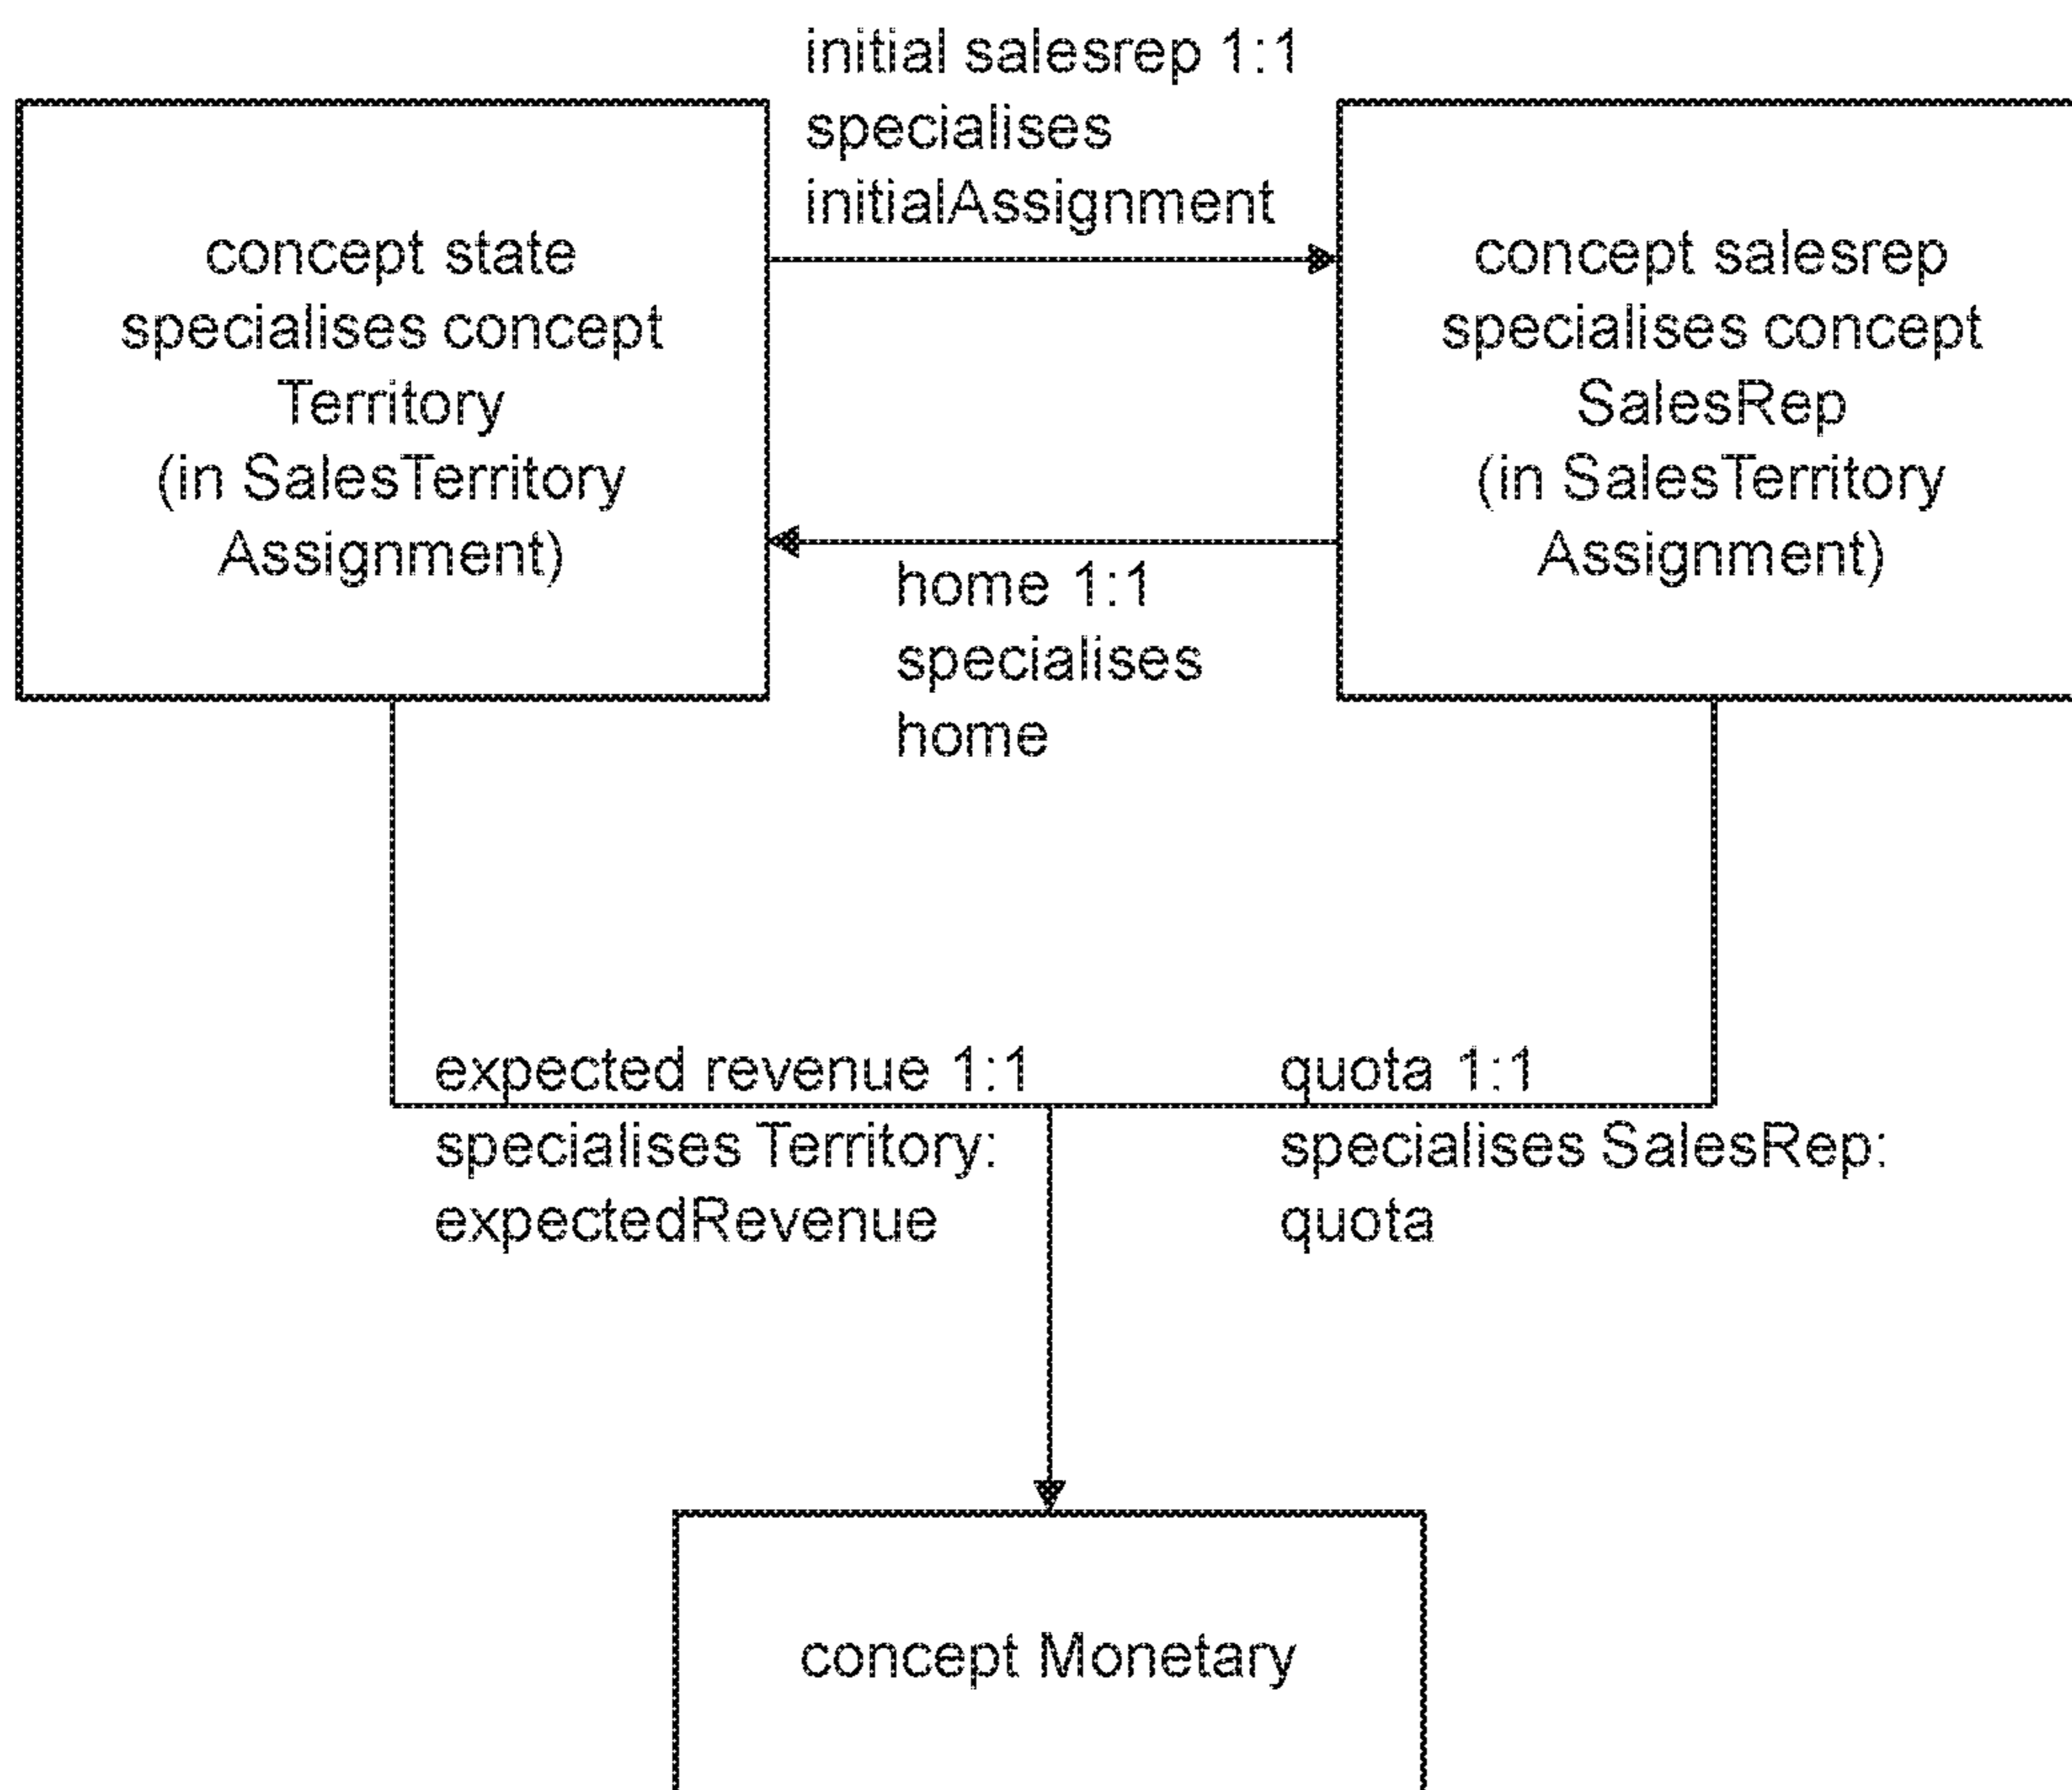 initial salesrep 1:1
specialises
initialAssignment
concept state
specialises concept
Territory
(in SalesTerritory
Assignment)
concept salesrep
specialises concept
SalesRep
(in SalesTerritory
Assignment)
home 1:1
specialises
home
expected revenue 1:1
specialises Territory:
expectedRevenue
quota 1:1
specialises SalesRep:
quota
concept Monetary